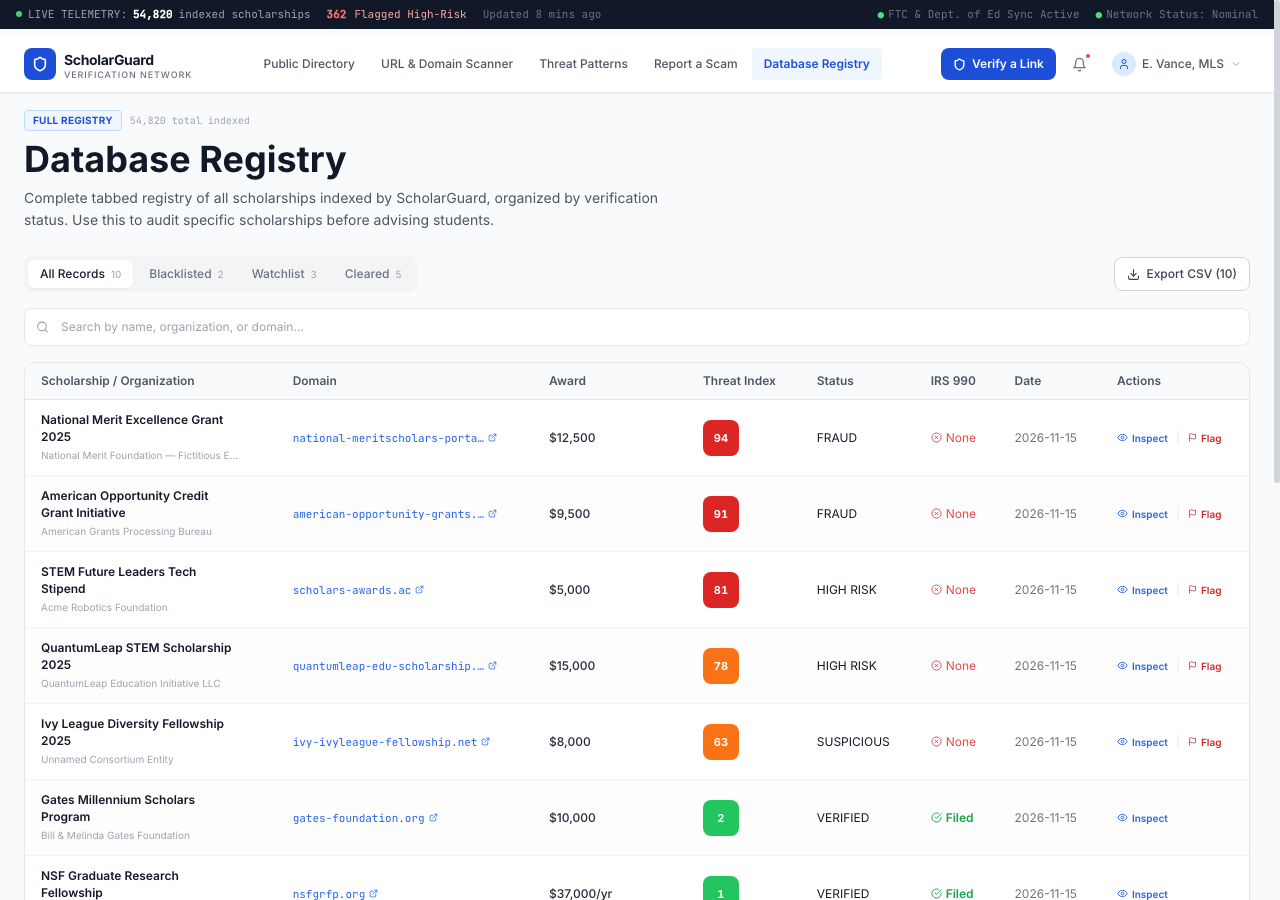 LIVE TELEMETRY: 54,820 indexed scholarships 362 Flagged High-Risk Updated 8 mins ago FTC & Dept. of Ed Sync Active Network Status: Nominal
ScholarGuard
VERIFICATION NETWORK
Public Directory URL & Domain Scanner Threat Patterns Report a Scam Database Registry Verify a Link E. Vance, MLS
FULL REGISTRY 54,820 total indexed
Database Registry
Complete tabbed registry of all scholarships indexed by ScholarGuard, organized by verification
status. Use this to audit specific scholarships before advising students.
All Records 10 Blacklisted 2 Watchlist 3 Cleared 5 Export CSV (10)
Search by name, organization, or domain...
Scholarship / Organization Domain Award Threat Index Status IRS 990 Date Actions
National Merit Excellence Grant
2025
National Merit Foundation — Fictitious E...
national-meritscholars-porta… $12,500 94 FRAUD None 2026-11-15 Inspect Flag
American Opportunity Credit
Grant Initiative
American Grants Processing Bureau
american-opportunity-grants.… $9,500 91 FRAUD None 2026-11-15 Inspect Flag
STEM Future Leaders Tech
Stipend
Acme Robotics Foundation
scholars-awards.ac $5,000 81 HIGH RISK None 2026-11-15 Inspect Flag
QuantumLeap STEM Scholarship
2025
QuantumLeap Education Initiative LLC
quantumleap-edu-scholarship.… $15,000 78 HIGH RISK None 2026-11-15 Inspect Flag
Ivy League Diversity Fellowship
2025
Unnamed Consortium Entity
ivy-ivyleague-fellowship.net $8,000 63 SUSPICIOUS None 2026-11-15 Inspect Flag
Gates Millennium Scholars
Program
Bill & Melinda Gates Foundation
gates-foundation.org $10,000 2 VERIFIED Filed 2026-11-15 Inspect
NSF Graduate Research
Fellowship
nsfgrfp.org $37,000/yr 1 VERIFIED Filed 2026-11-15 Inspect